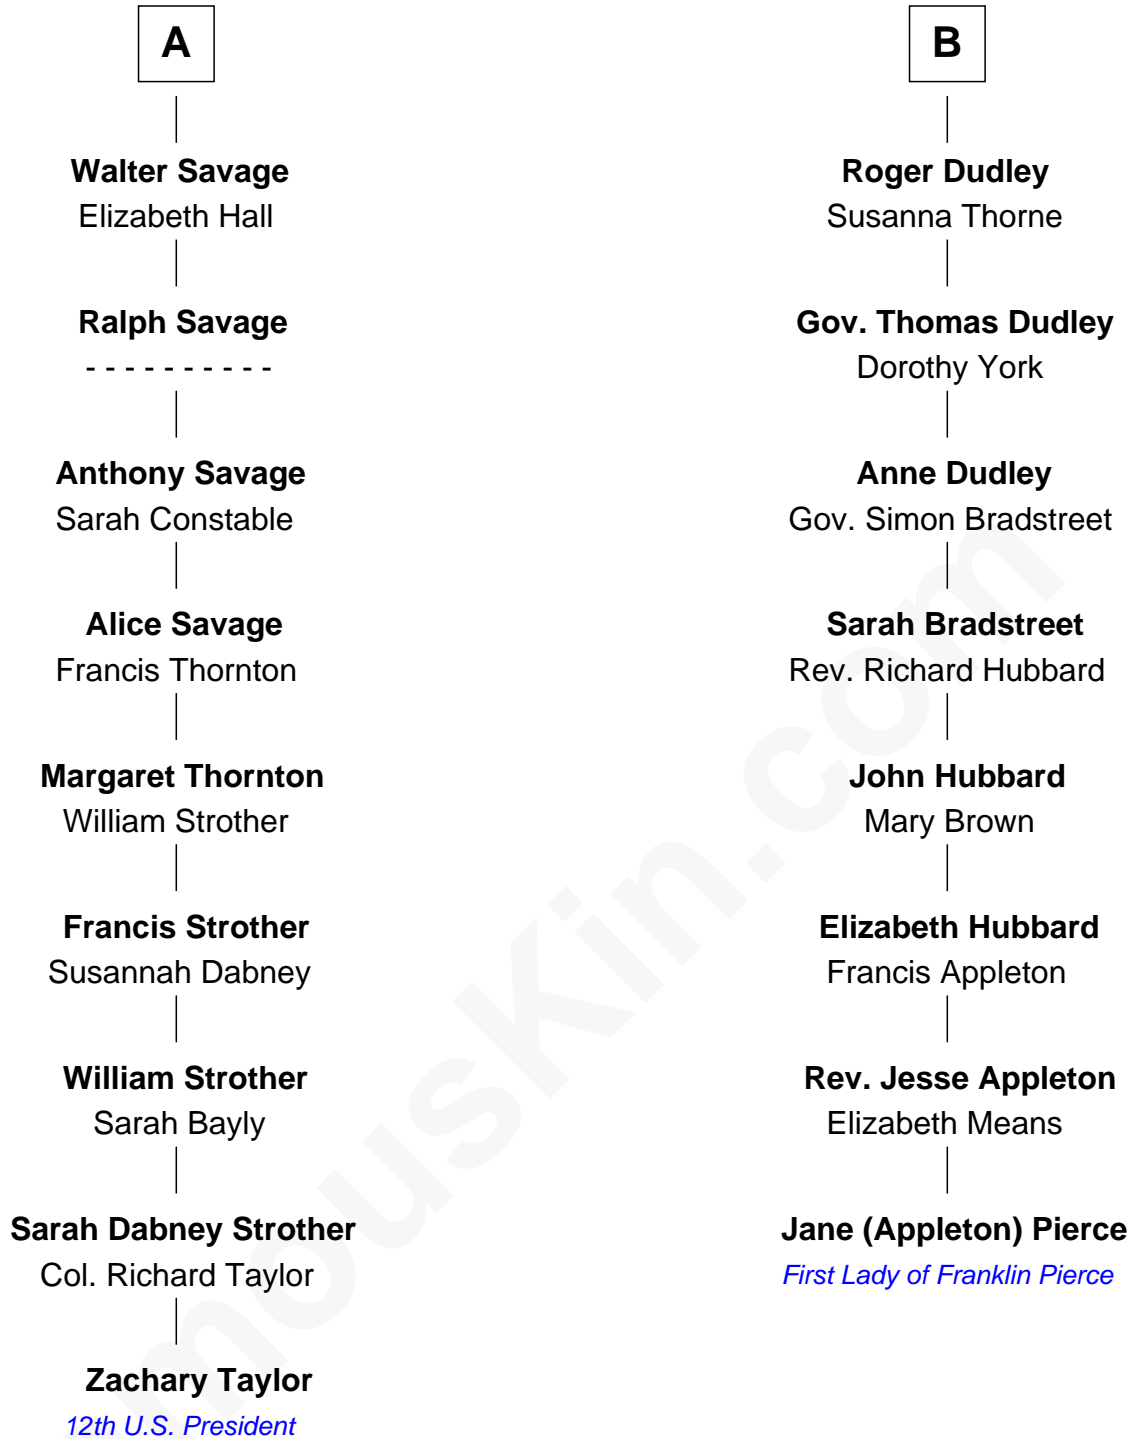 A
Walter Savage
Elizabeth Hall
Ralph Savage
- - - - - - - - - -
Anthony Savage
Sarah Constable
Alice Savage
Francis Thornton
Margaret Thornton
William Strother
Francis Strother
Susannah Dabney
William Strother
Sarah Bayly
Sarah Dabney Strother
Col. Richard Taylor
Zachary Taylor
12th U.S. President
B
Roger Dudley
Susanna Thorne
Gov. Thomas Dudley
Dorothy York
Anne Dudley
Gov. Simon Bradstreet
Sarah Bradstreet
Rev. Richard Hubbard
John Hubbard
Mary Brown
Elizabeth Hubbard
Francis Appleton
Rev. Jesse Appleton
Elizabeth Means
Jane (Appleton) Pierce
First Lady of Franklin Pierce
mousKin.com